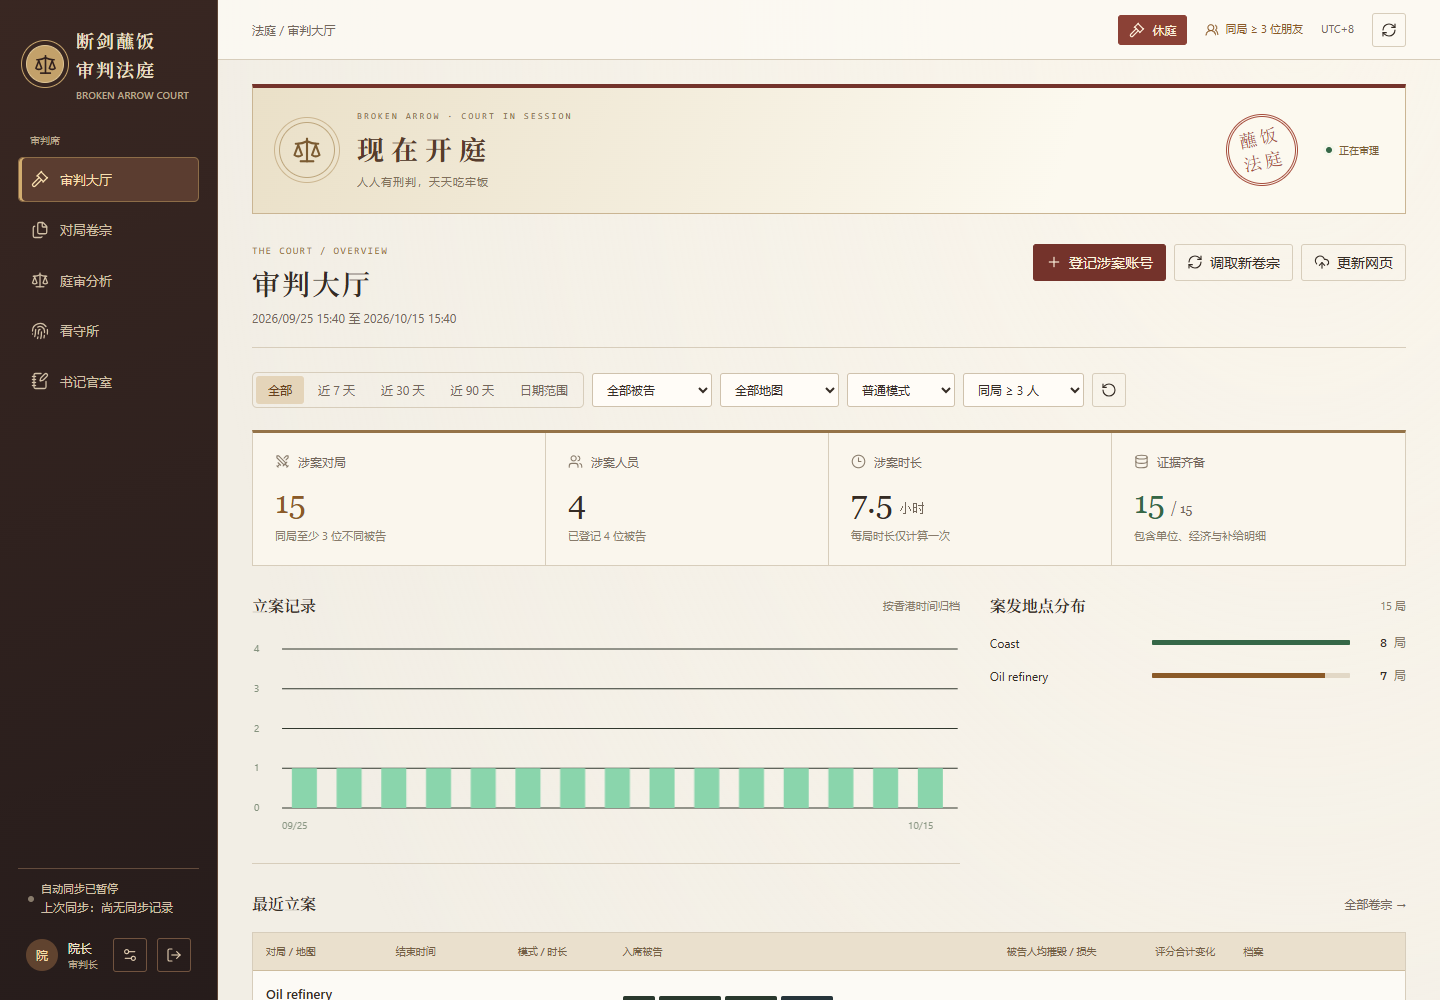 断剑蘸饭
审判法庭
BROKEN ARROW COURT
审判席
审判大厅
对局卷宗
庭审分析
看守所
书记官室
自动同步已暂停
上次同步：尚无同步记录
院
院长
审判长
法庭 / 审判大厅
休庭
同局 ≥ 3 位朋友
UTC+8
BROKEN ARROW · COURT IN SESSION
现在开庭
人人有刑判，天天吃牢饭
蘸饭
法庭
正在审理
THE COURT / OVERVIEW
审判大厅
2026/09/25 15:40 至 2026/10/15 15:40
登记涉案账号
调取新卷宗
更新网页
全部
近 7 天
近 30 天
近 90 天
日期范围
全部被告
全部地图
普通模式
同局 ≥ 3 人
涉案对局
15
同局至少 3 位不同被告
涉案人员
4
已登记 4 位被告
涉案时长
7.5 小时
每局时长仅计算一次
证据齐备
15 / 15
包含单位、经济与补给明细
立案记录
按香港时间归档
4
3
2
1
0
09/25
10/15
案发地点分布
15 局
Coast
8 局
Oil refinery
7 局
最近立案
全部卷宗 →
对局 / 地图
结束时间
模式 / 时长
入席被告
被告人均摧毁 / 损失
评分合计变化
档案
Oil refinery